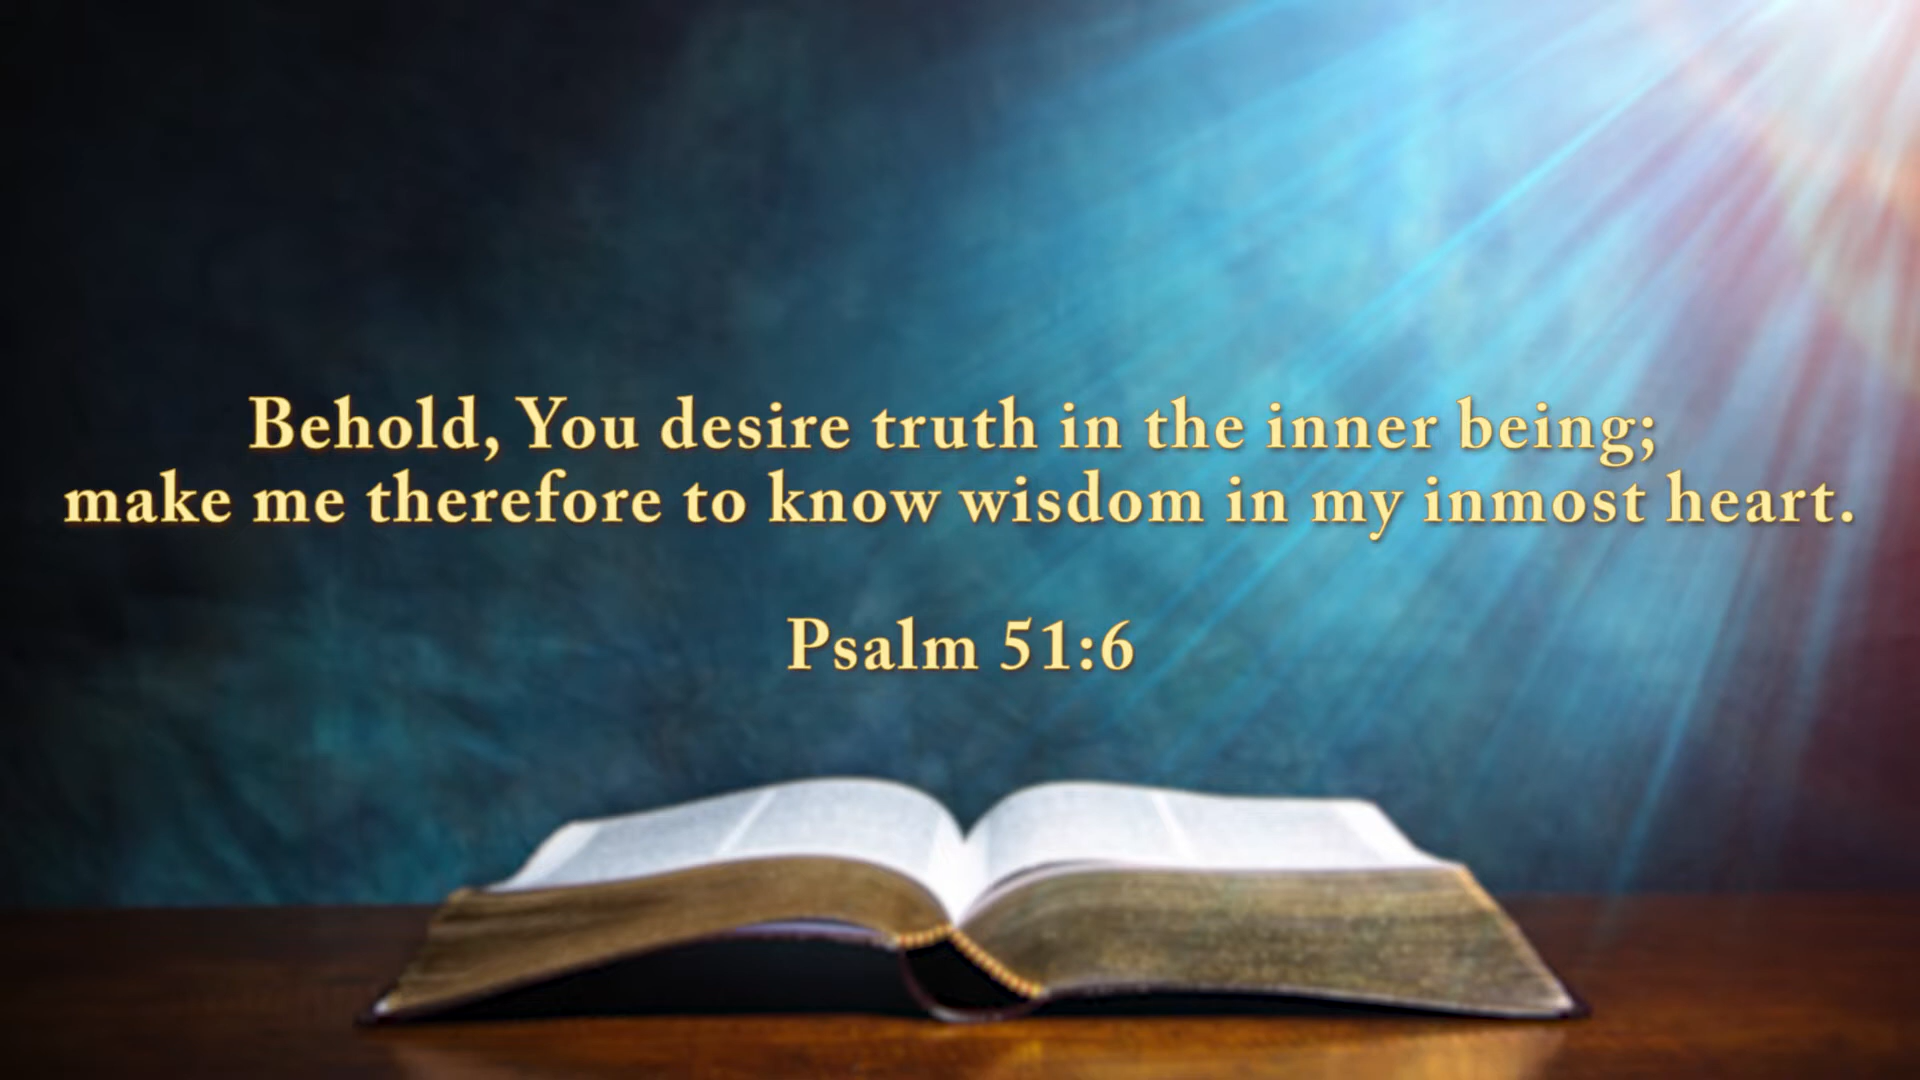 Behold, You desire truth in the inner being;
make me therefore to know wisdom in my inmost heart.
Psalm 51:6